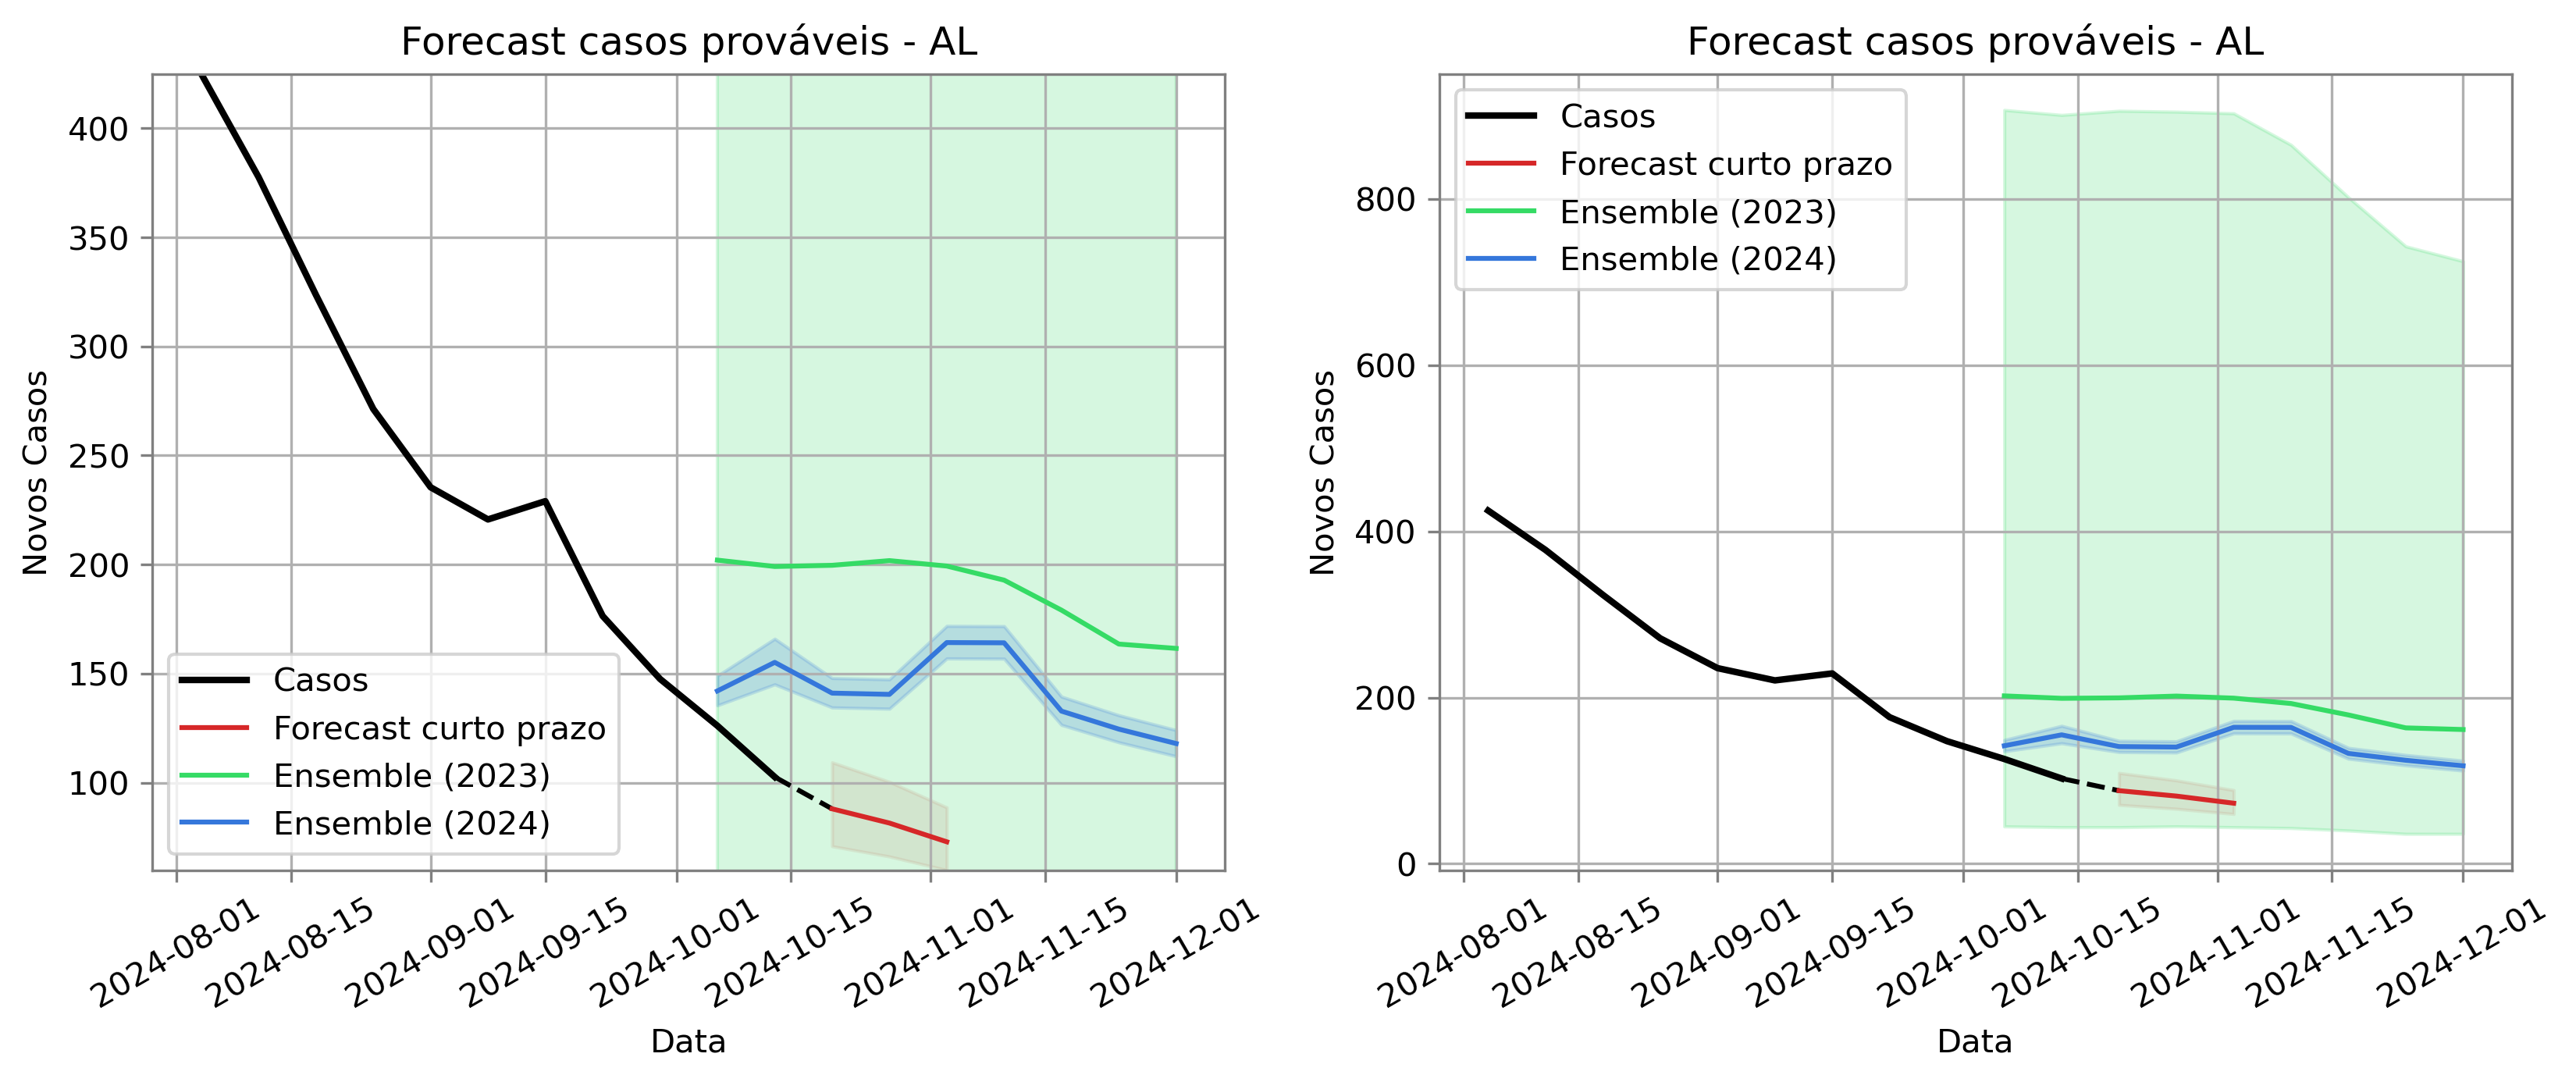 Forecast casos prováveis - AL
Novos Casos
400
350
300
250
200
150
100
Casos
Forecast curto prazo
Ensemble (2023)
Ensemble (2024)
2024-08-01
2024-08-15
2024-09-01
2024-09-15
2024-10-01
2024-10-15
2024-11-01
2024-11-15
2024-12-01
Data
Forecast casos prováveis - AL
Novos Casos
800
600
400
200
0
Casos
Forecast curto prazo
Ensemble (2023)
Ensemble (2024)
2024-08-01
2024-08-15
2024-09-01
2024-09-15
2024-10-01
2024-10-15
2024-11-01
2024-11-15
2024-12-01
Data